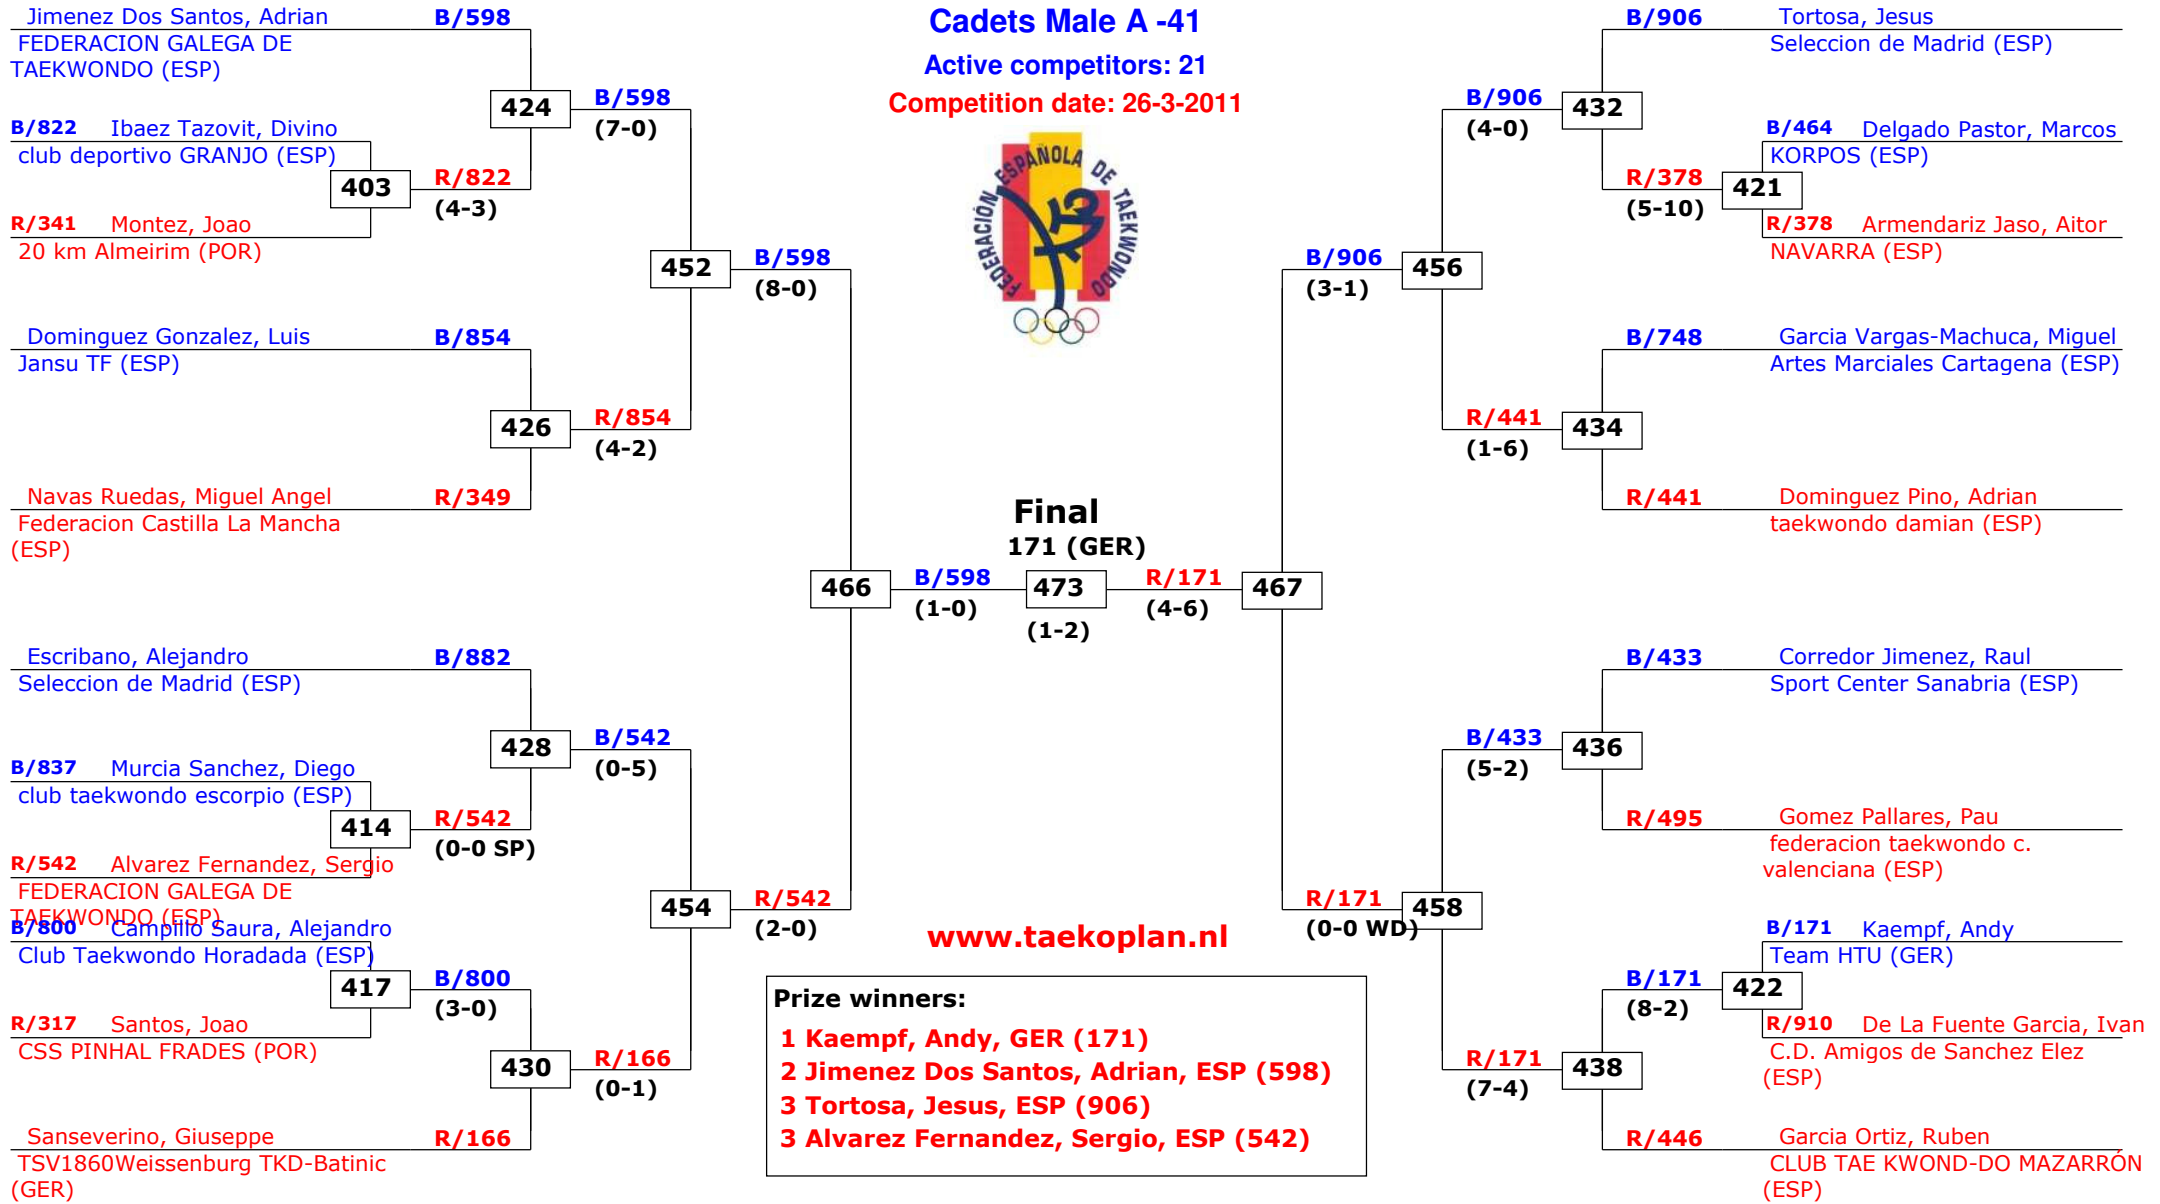 Cadets Male A -41
Active competitors: 21
Competition date: 26-3-2011
FEDERACIÓN ESPAÑOLA DE TAEKWONDO
Jimenez Dos Santos, Adrian
B/598
FEDERACION GALEGA DE
TAEKWONDO (ESP)
424
B/598
(7-0)
B/822 Ibaez Tazovit, Divino
club deportivo GRANJO (ESP)
403
R/822
(4-3)
R/341 Montez, Joao
20 km Almeirim (POR)
452
B/598
(8-0)
Dominguez Gonzalez, Luis
B/854
Jansu TF (ESP)
426
R/854
(4-2)
Navas Ruedas, Miguel Angel
R/349
Federacion Castilla La Mancha
(ESP)
466
B/598
(1-0)
Escribano, Alejandro
B/882
Seleccion de Madrid (ESP)
428
B/542
(0-5)
B/837 Murcia Sanchez, Diego
club taekwondo escorpio (ESP)
414
R/542
(0-0 SP)
R/542 Alvarez Fernandez, Sergio
FEDERACION GALEGA DE
TAEKWONDO (ESP)
454
R/542
(2-0)
B/800 Campillo Saura, Alejandro
Club Taekwondo Horadada (ESP)
417
B/800
(3-0)
R/317 Santos, Joao
CSS PINHAL FRADES (POR)
430
R/166
(0-1)
Sanseverino, Giuseppe
R/166
TSV1860Weissenburg TKD-Batinic
(GER)
Final
171 (GER)
473
(1-2)
R/171
(4-6)
467
B/906
Tortosa, Jesus
Seleccion de Madrid (ESP)
B/906
(4-0)
432
B/464 Delgado Pastor, Marcos
KORPOS (ESP)
R/378
(5-10)
421
R/378 Armendariz Jaso, Aitor
NAVARRA (ESP)
B/906
(3-1)
456
B/748
Garcia Vargas-Machuca, Miguel
Artes Marciales Cartagena (ESP)
R/441
(1-6)
434
R/441
Dominguez Pino, Adrian
taekwondo damian (ESP)
B/433
Corredor Jimenez, Raul
Sport Center Sanabria (ESP)
B/433
(5-2)
436
R/495
Gomez Pallares, Pau
federacion taekwondo c.
valenciana (ESP)
R/171
(0-0 WD)
458
B/171 Kaempf, Andy
Team HTU (GER)
B/171
(8-2)
422
R/910 De La Fuente Garcia, Ivan
C.D. Amigos de Sanchez Elez
(ESP)
R/171
(7-4)
438
R/446
Garcia Ortiz, Ruben
CLUB TAE KWOND-DO MAZARRÓN
(ESP)
www.taekoplan.nl
Prize winners:
1 Kaempf, Andy, GER (171)
2 Jimenez Dos Santos, Adrian, ESP (598)
3 Tortosa, Jesus, ESP (906)
3 Alvarez Fernandez, Sergio, ESP (542)